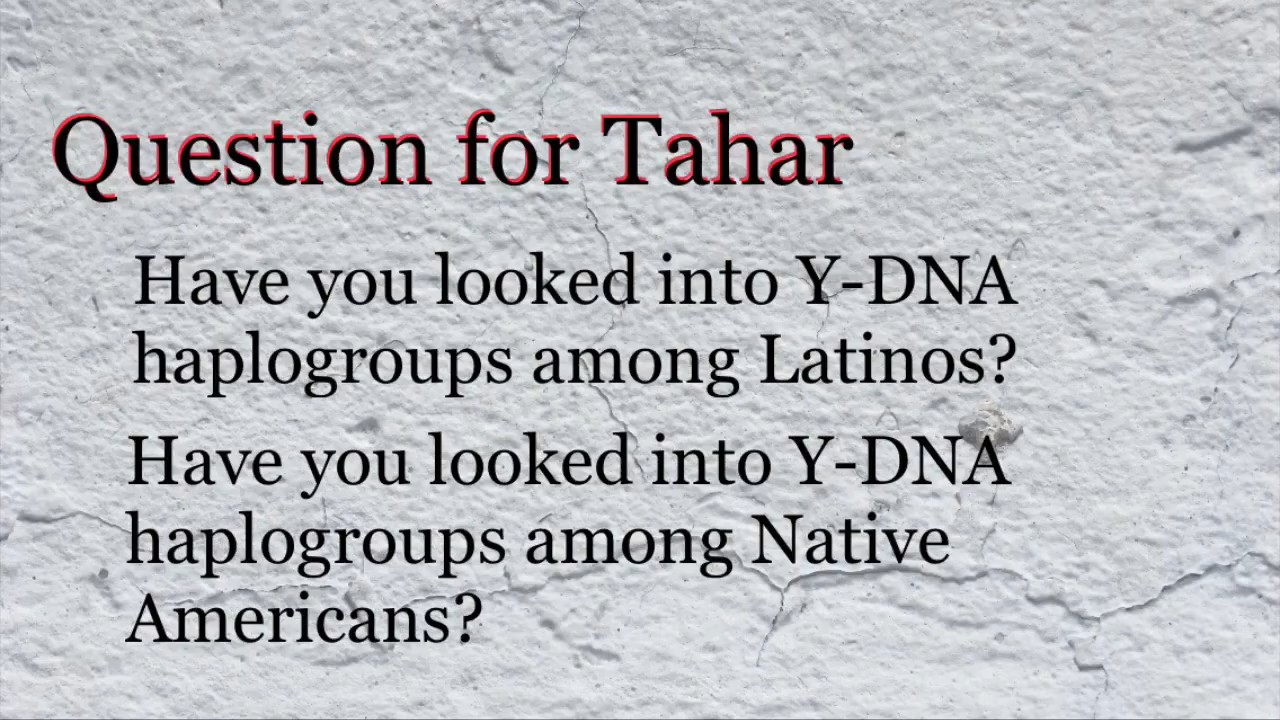 Question for Tahar
Have you looked into Y-DNA
haplogroups among Latinos?
Have you looked into Y-DNA
haplogroups among Native
Americans?